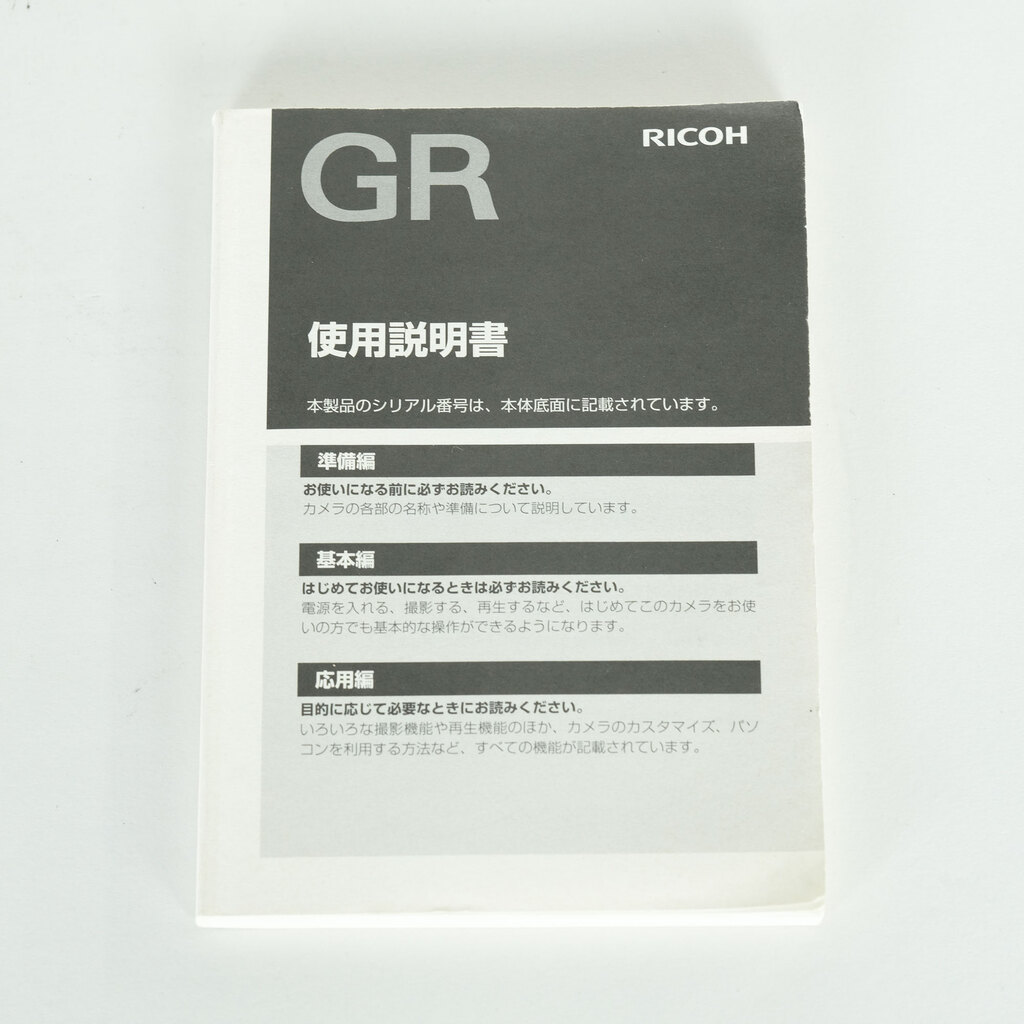 GR
RICOH
使用説明書
本製品のシリアル番号は、本体底面に記載されています。
準備編
お使いになる前に必ずお読みください。
カメラの各部の名称や準備について説明しています。
基本編
はじめてお使いになるときは必ずお読みください。
電源を入れる、撮影する、再生するなど、はじめてこのカメラをお使
いの方でも基本的な操作ができるようになります。
応用編
目的に応じて必要なときにお読みください。
いろいろな撮影機能や再生機能のほか、カメラのカスタマイズ、パソ
コンを利用する方法など、すべての機能が記載されています。